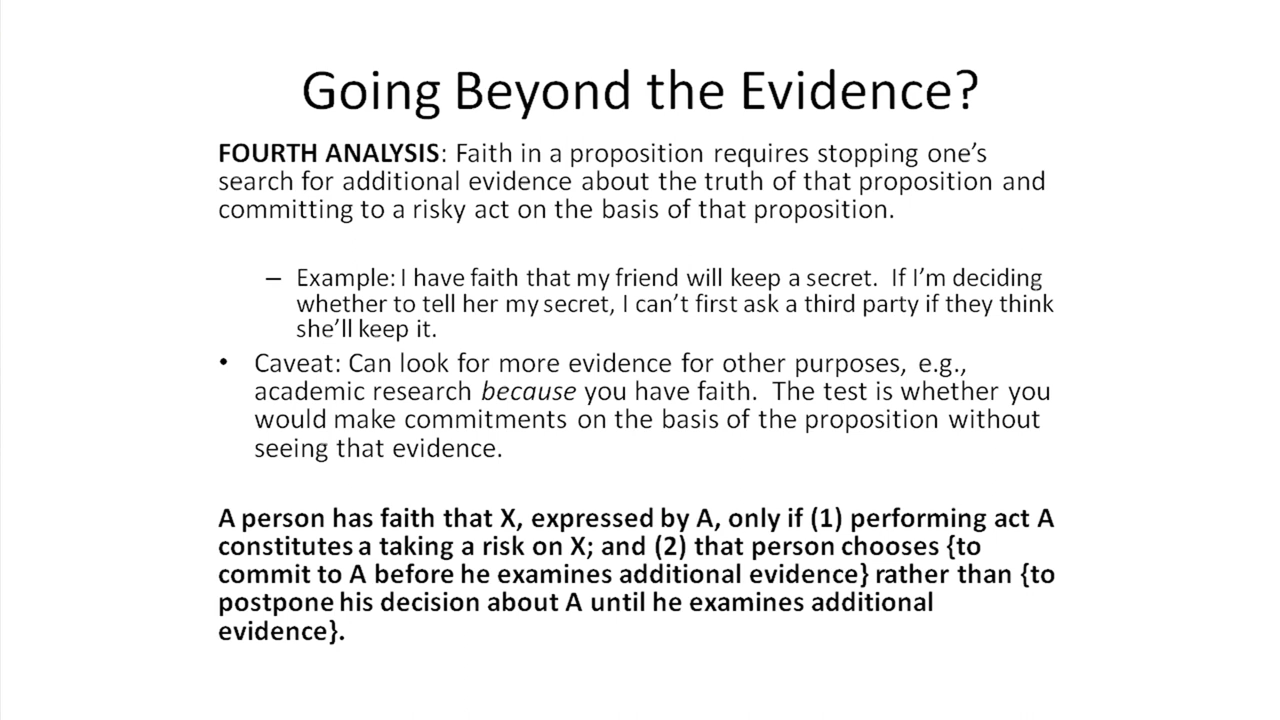 Going Beyond the Evidence?
FOURTH ANALYSIS: Faith in a proposition requires stopping one’s
search for additional evidence about the truth of that proposition and
committing to a risky act on the basis of that proposition.
– Example: I have faith that my friend will keep a secret.  If I’m deciding
whether to tell her my secret, I can’t first ask a third party if they think
she’ll keep it.
• Caveat: Can look for more evidence for other purposes, e.g.,
academic research because you have faith.  The test is whether you
would make commitments on the basis of the proposition without
seeing that evidence.
A person has faith that X, expressed by A, only if (1) performing act A
constitutes a taking a risk on X; and (2) that person chooses {to
commit to A before he examines additional evidence} rather than {to
postpone his decision about A until he examines additional
evidence}.